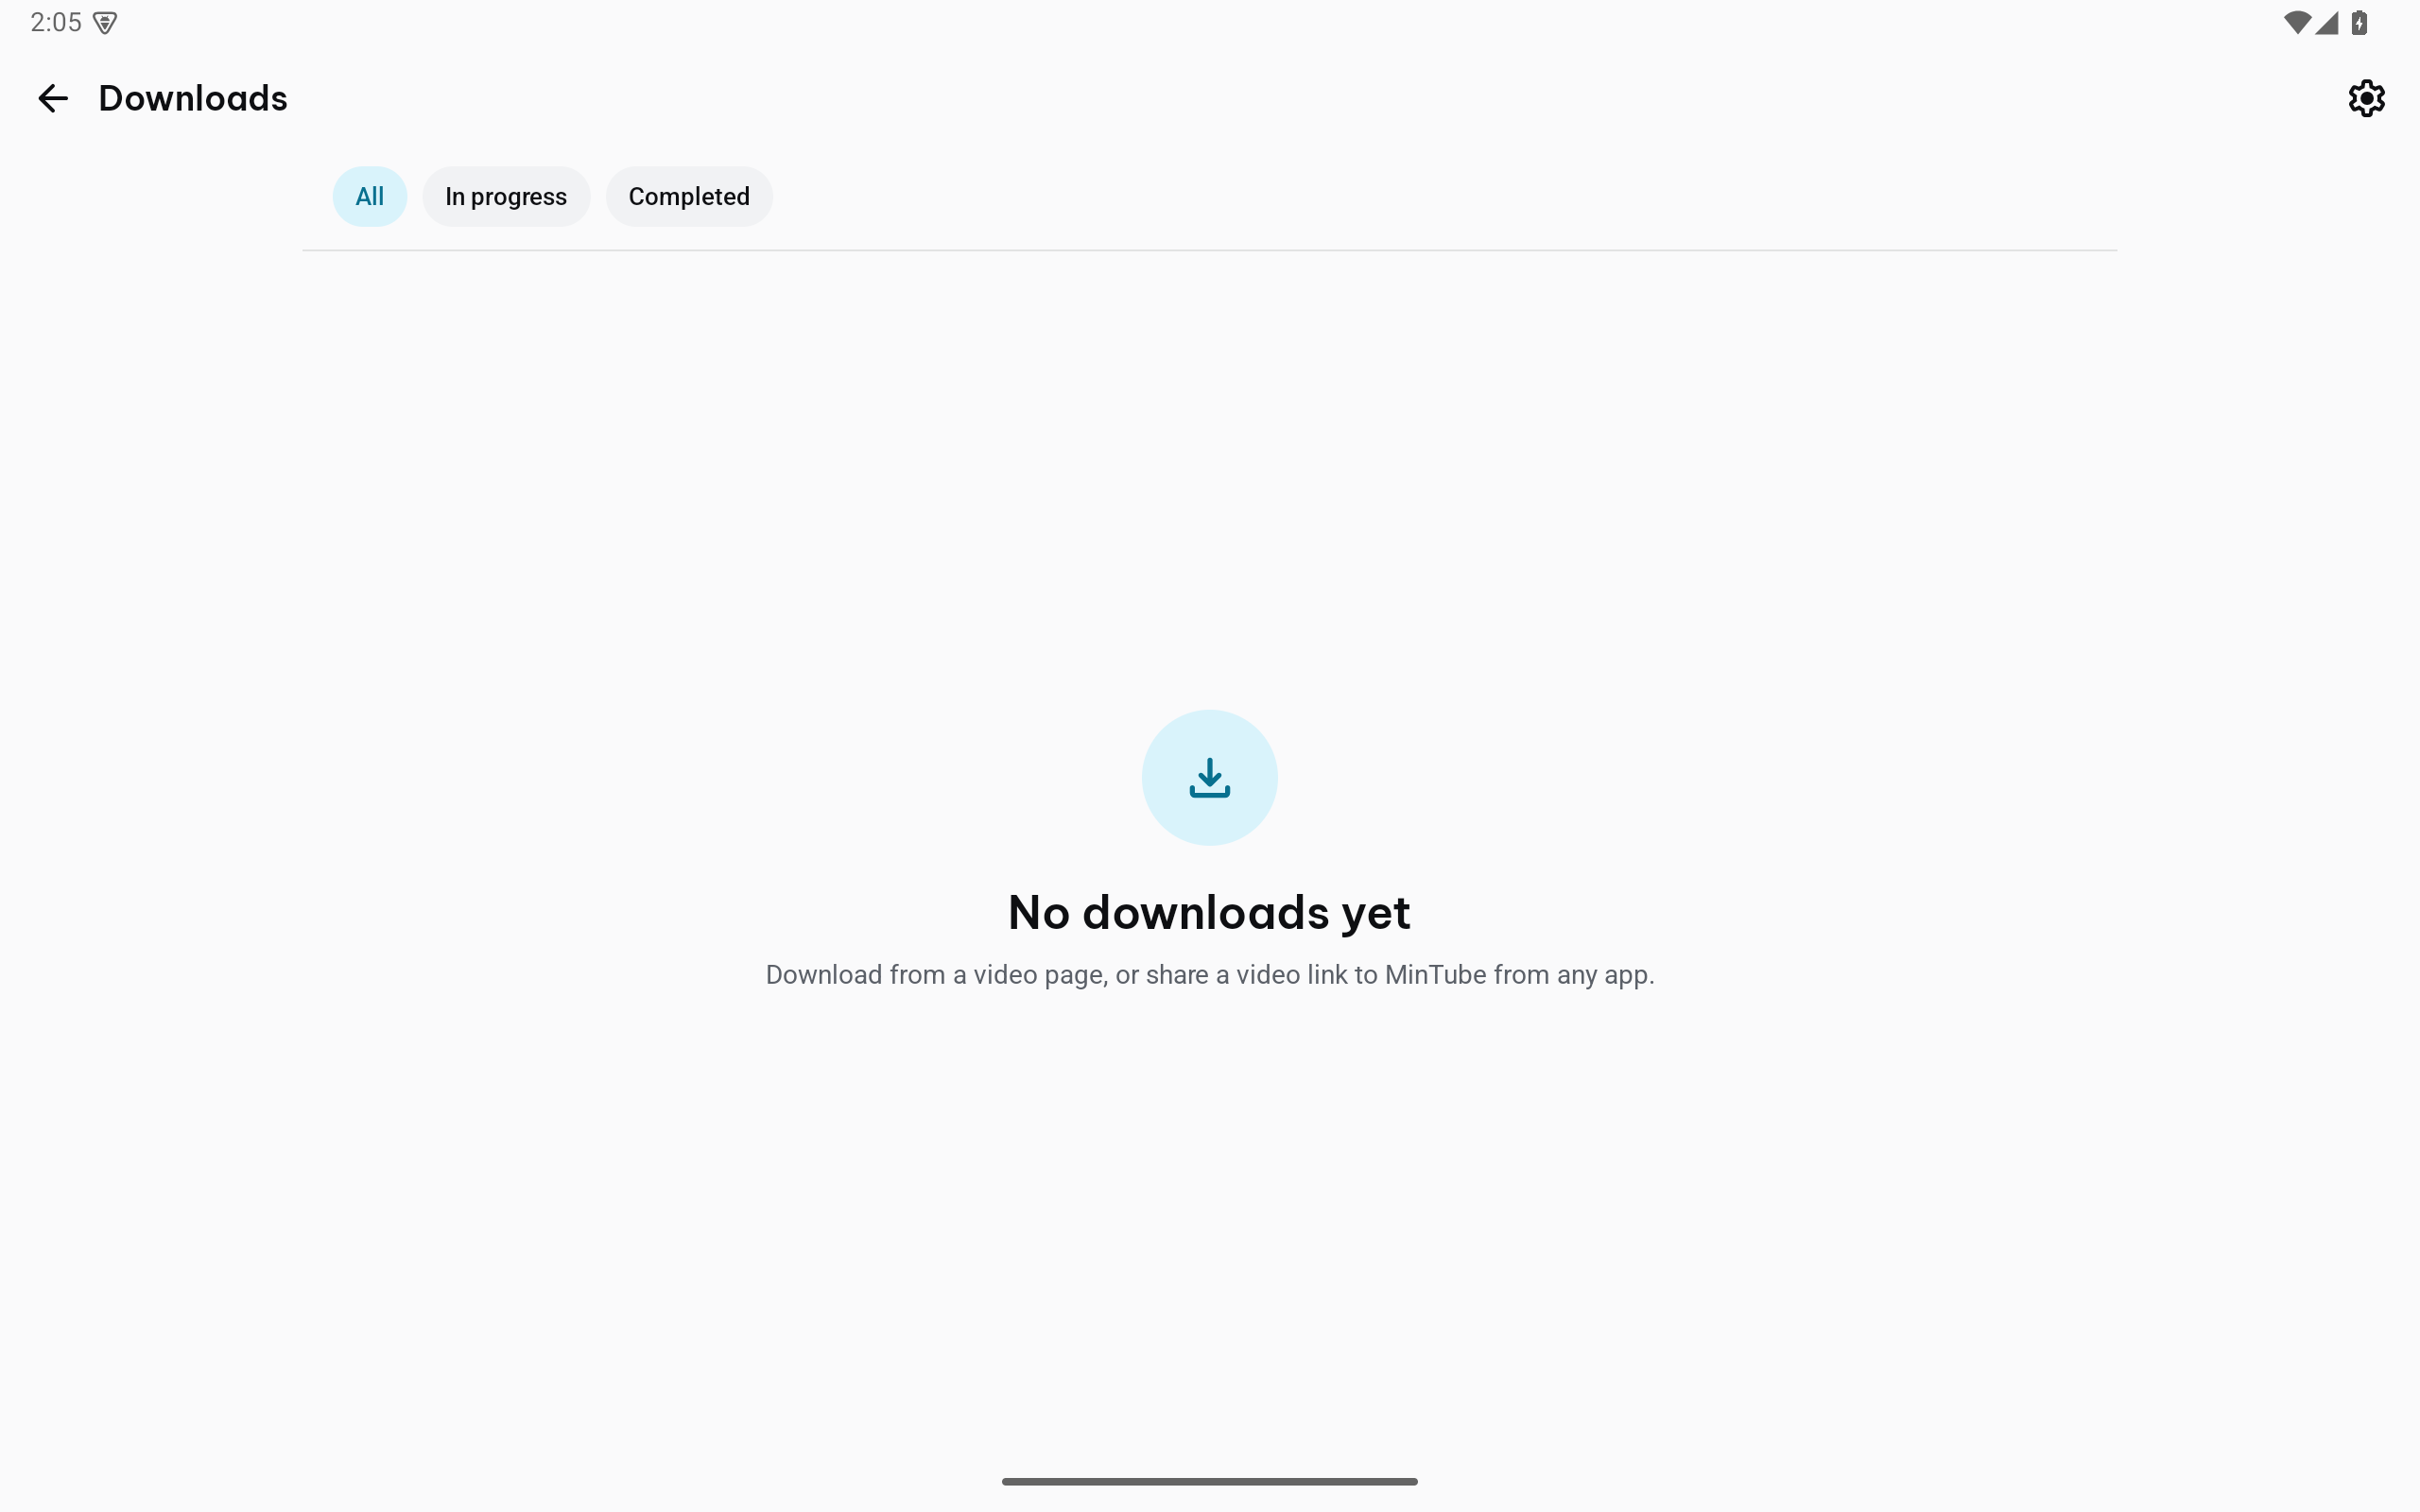 2:05
Downloads
All
In progress
Completed
No downloads yet
Download from a video page, or share a video link to MinTube from any app.